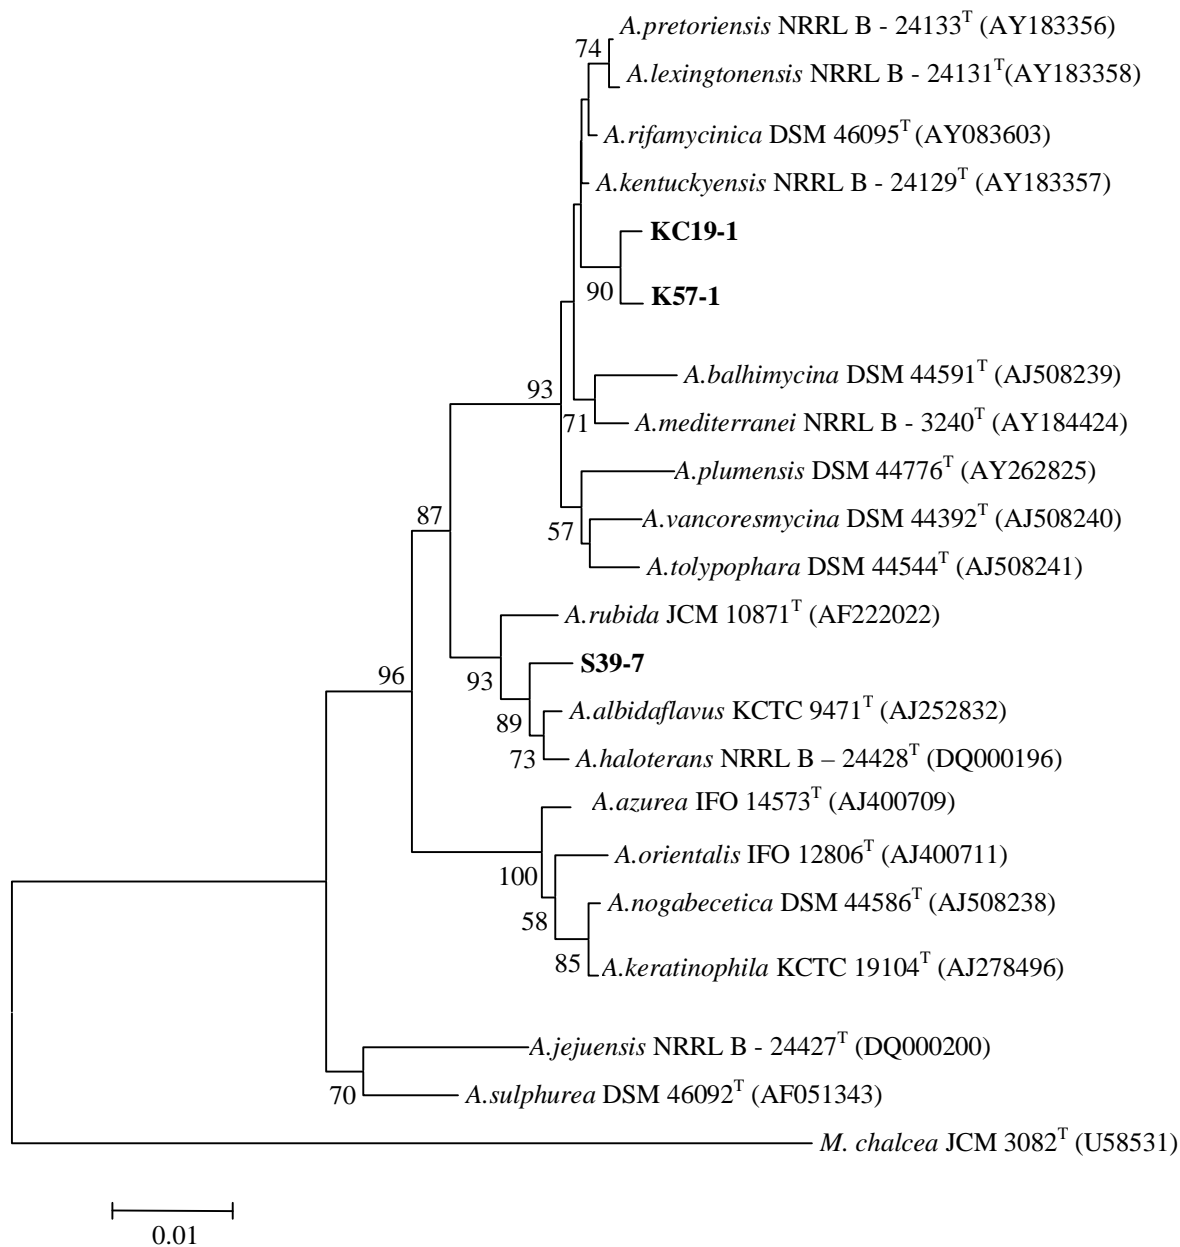 A.pretoriensis NRRL B - 24133T (AY183356)
74
A.lexingtonensis NRRL B - 24131T(AY183358)
A.rifamycinica DSM 46095T (AY083603)
A.kentuckyensis NRRL B - 24129T (AY183357)
KC19-1
90
K57-1
A.balhimycina DSM 44591T (AJ508239)
93
71
A.mediterranei NRRL B - 3240T (AY184424)
A.plumensis DSM 44776T (AY262825)
87
A.vancoresmycina DSM 44392T (AJ508240)
57
A.tolypophara DSM 44544T (AJ508241)
A.rubida JCM 10871T (AF222022)
S39-7
96
93
A.albidaflavus KCTC 9471T (AJ252832)
89
73
A.haloterans NRRL B – 24428T (DQ000196)
A.azurea IFO 14573T (AJ400709)
A.orientalis IFO 12806T (AJ400711)
100
A.nogabecetica DSM 44586T (AJ508238)
58
85
A.keratinophila KCTC 19104T (AJ278496)
A.jejuensis NRRL B - 24427T (DQ000200)
70
A.sulphurea DSM 46092T (AF051343)
M. chalcea JCM 3082T (U58531)
0.01